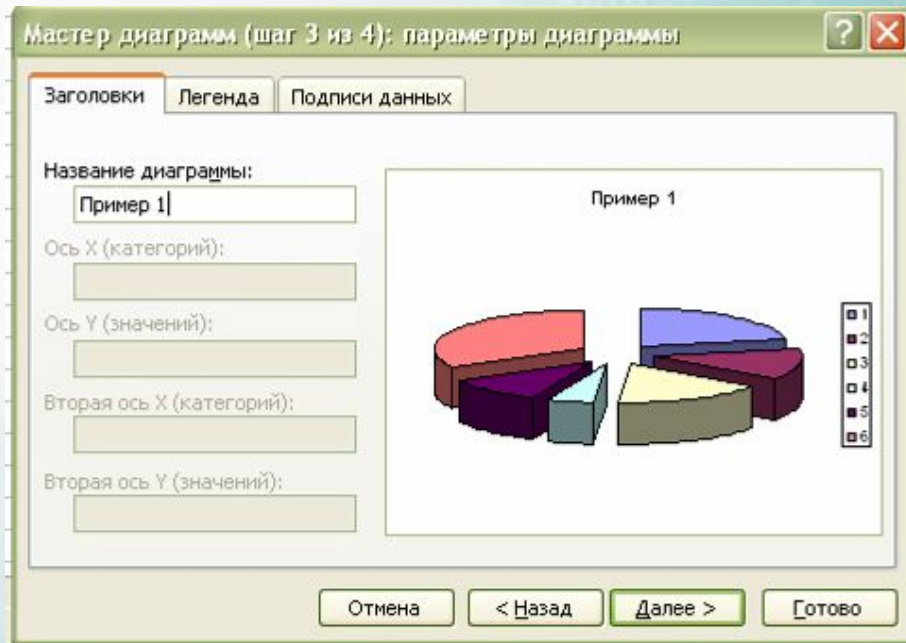 Мастер диаграмм (шаг 3 из 4): параметры диаграммы
Заголовки Легенда Подписи данных
Название диаграммы:
Пример 1
Ось X (категорий):
Ось Y (значений):
Вторая ось X (категорий):
Вторая ось Y (значений):
Пример 1
1
2
3
4
5
6
Отмена < Назад Далее > Готово